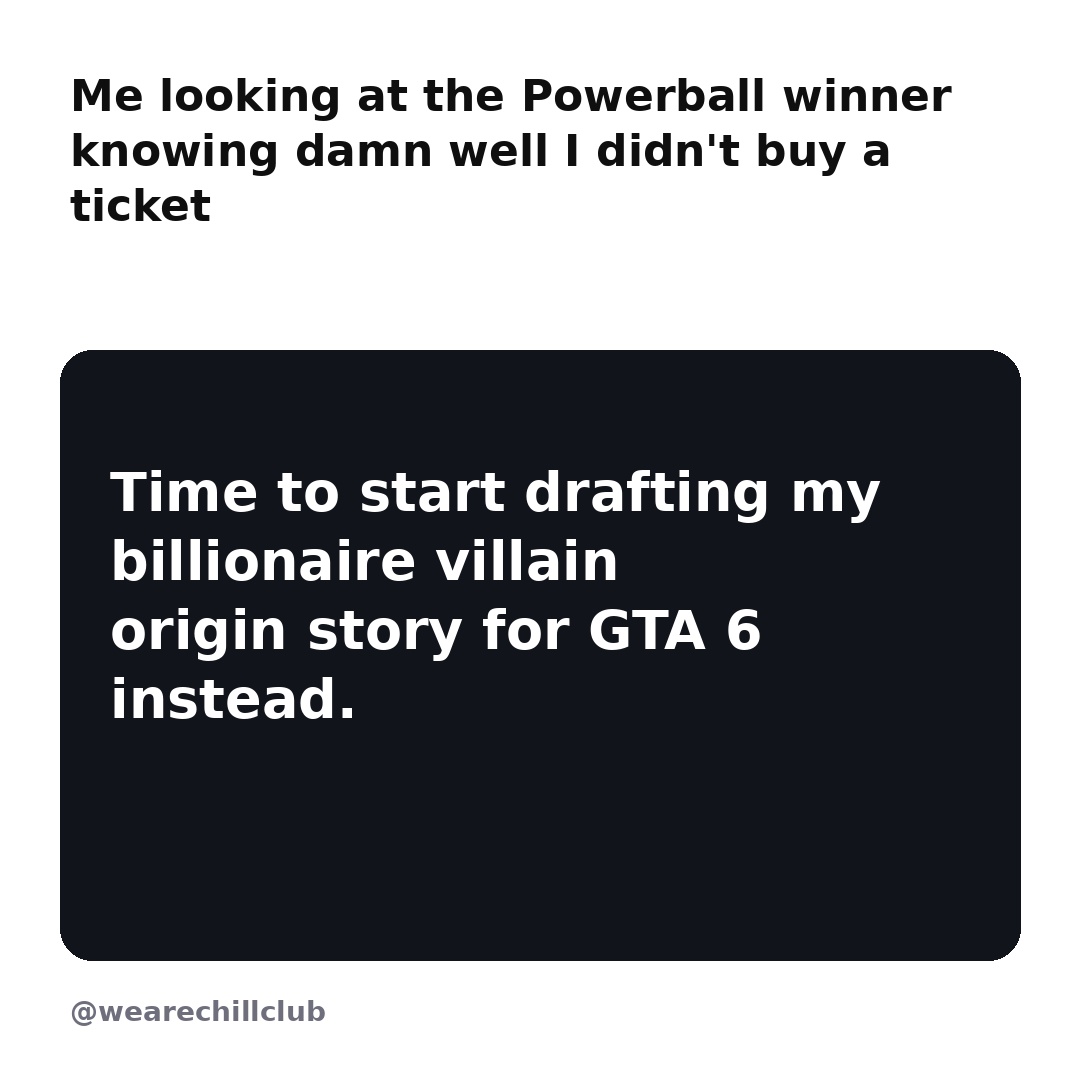 Me looking at the Powerball winner
knowing damn well I didn't buy a
ticket
Time to start drafting my
billionaire villain
origin story for GTA 6
instead.
@wearechillclub